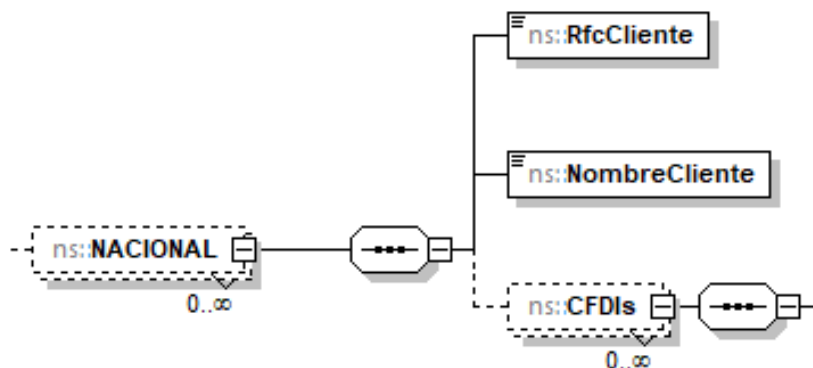 ns::RfcCliente
ns::NombreCliente
ns::NACIONAL
0..∞
ns::CFDIs
0..∞